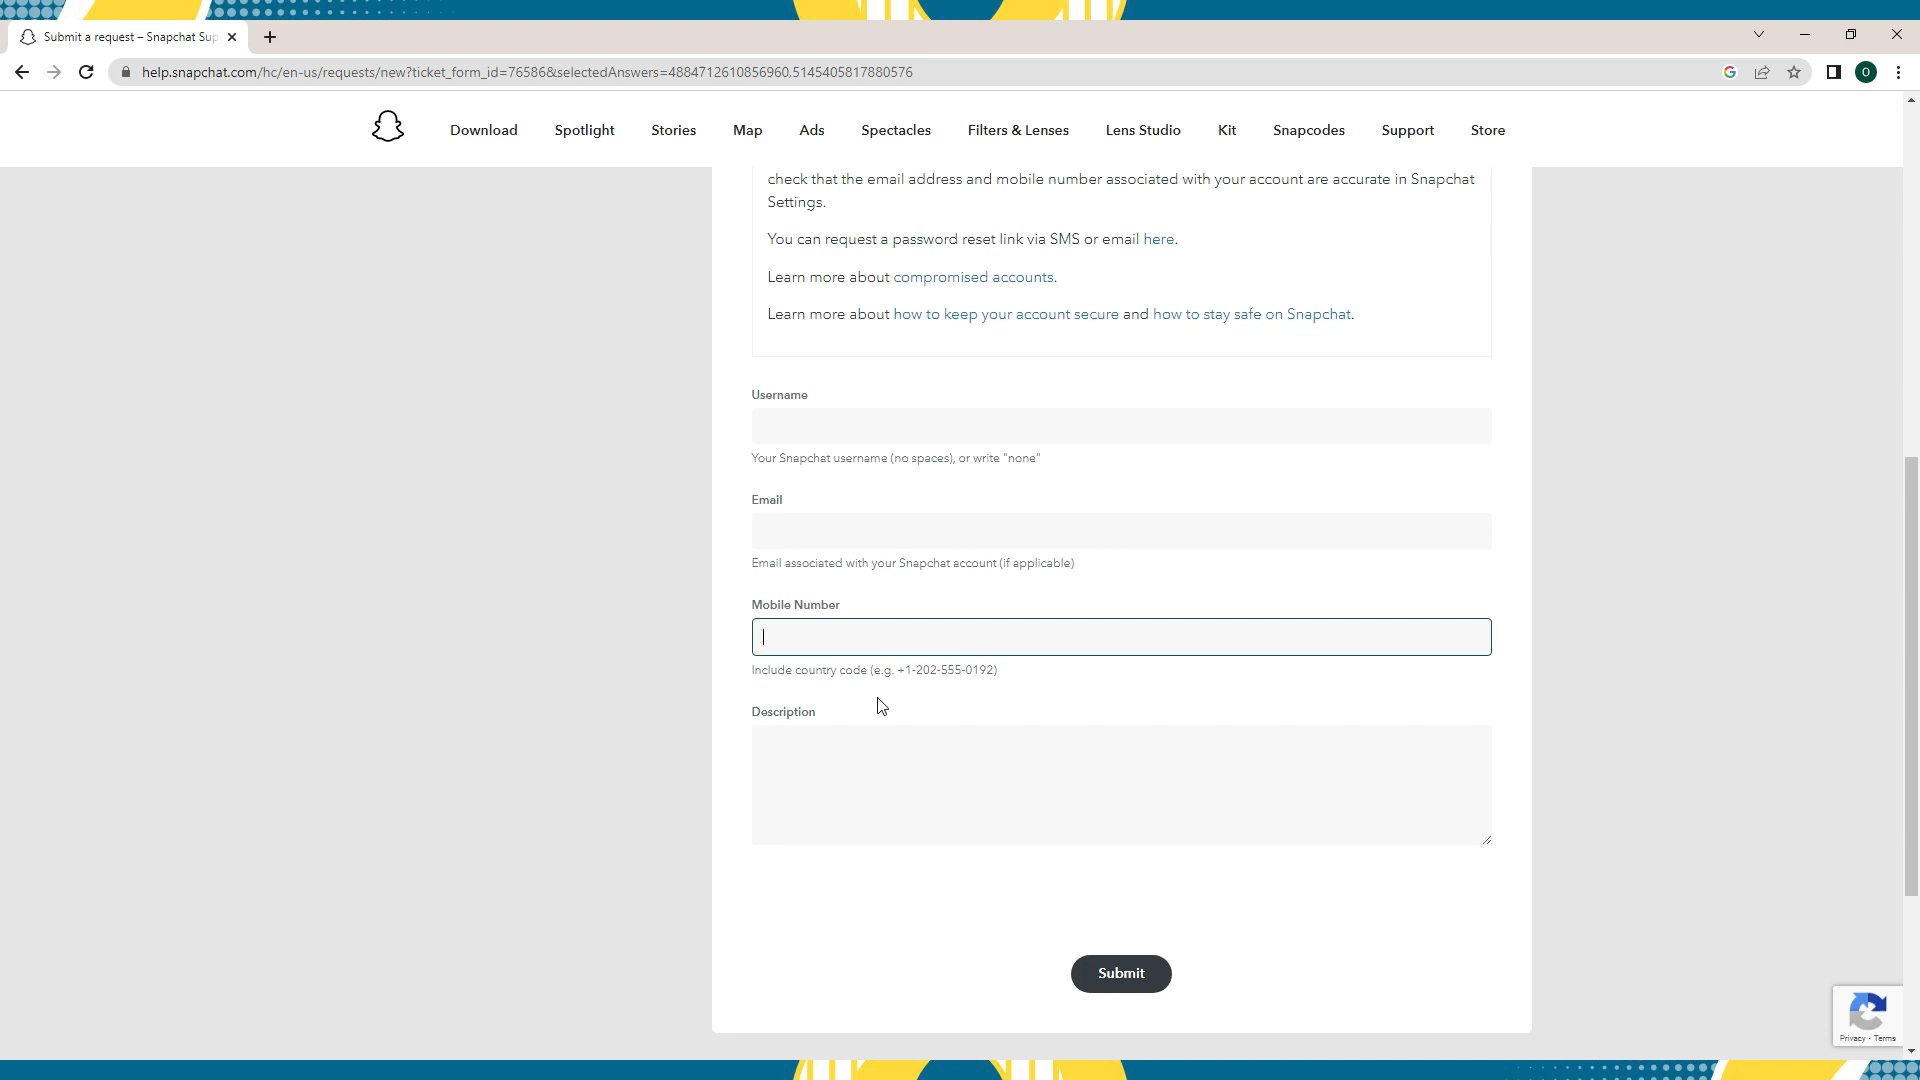 Submit a request – Snapchat Sup
help.snapchat.com/hc/en-us/requests/new?ticket_form_id=76586&selectedAnswers=4884712610856960,5145405817880576
O
Download Spotlight Stories Map Ads Spectacles Filters & Lenses Lens Studio Kit Snapcodes Support Store
check that the email address and mobile number associated with your account are accurate in Snapchat
Settings.
You can request a password reset link via SMS or email here.
Learn more about compromised accounts.
Learn more about how to keep your account secure and how to stay safe on Snapchat.
Username
Your Snapchat username (no spaces), or write "none"
Email
Email associated with your Snapchat account (if applicable)
Mobile Number
Include country code (e.g. +1-202-555-0192)
Description
Submit
Privacy - Terms